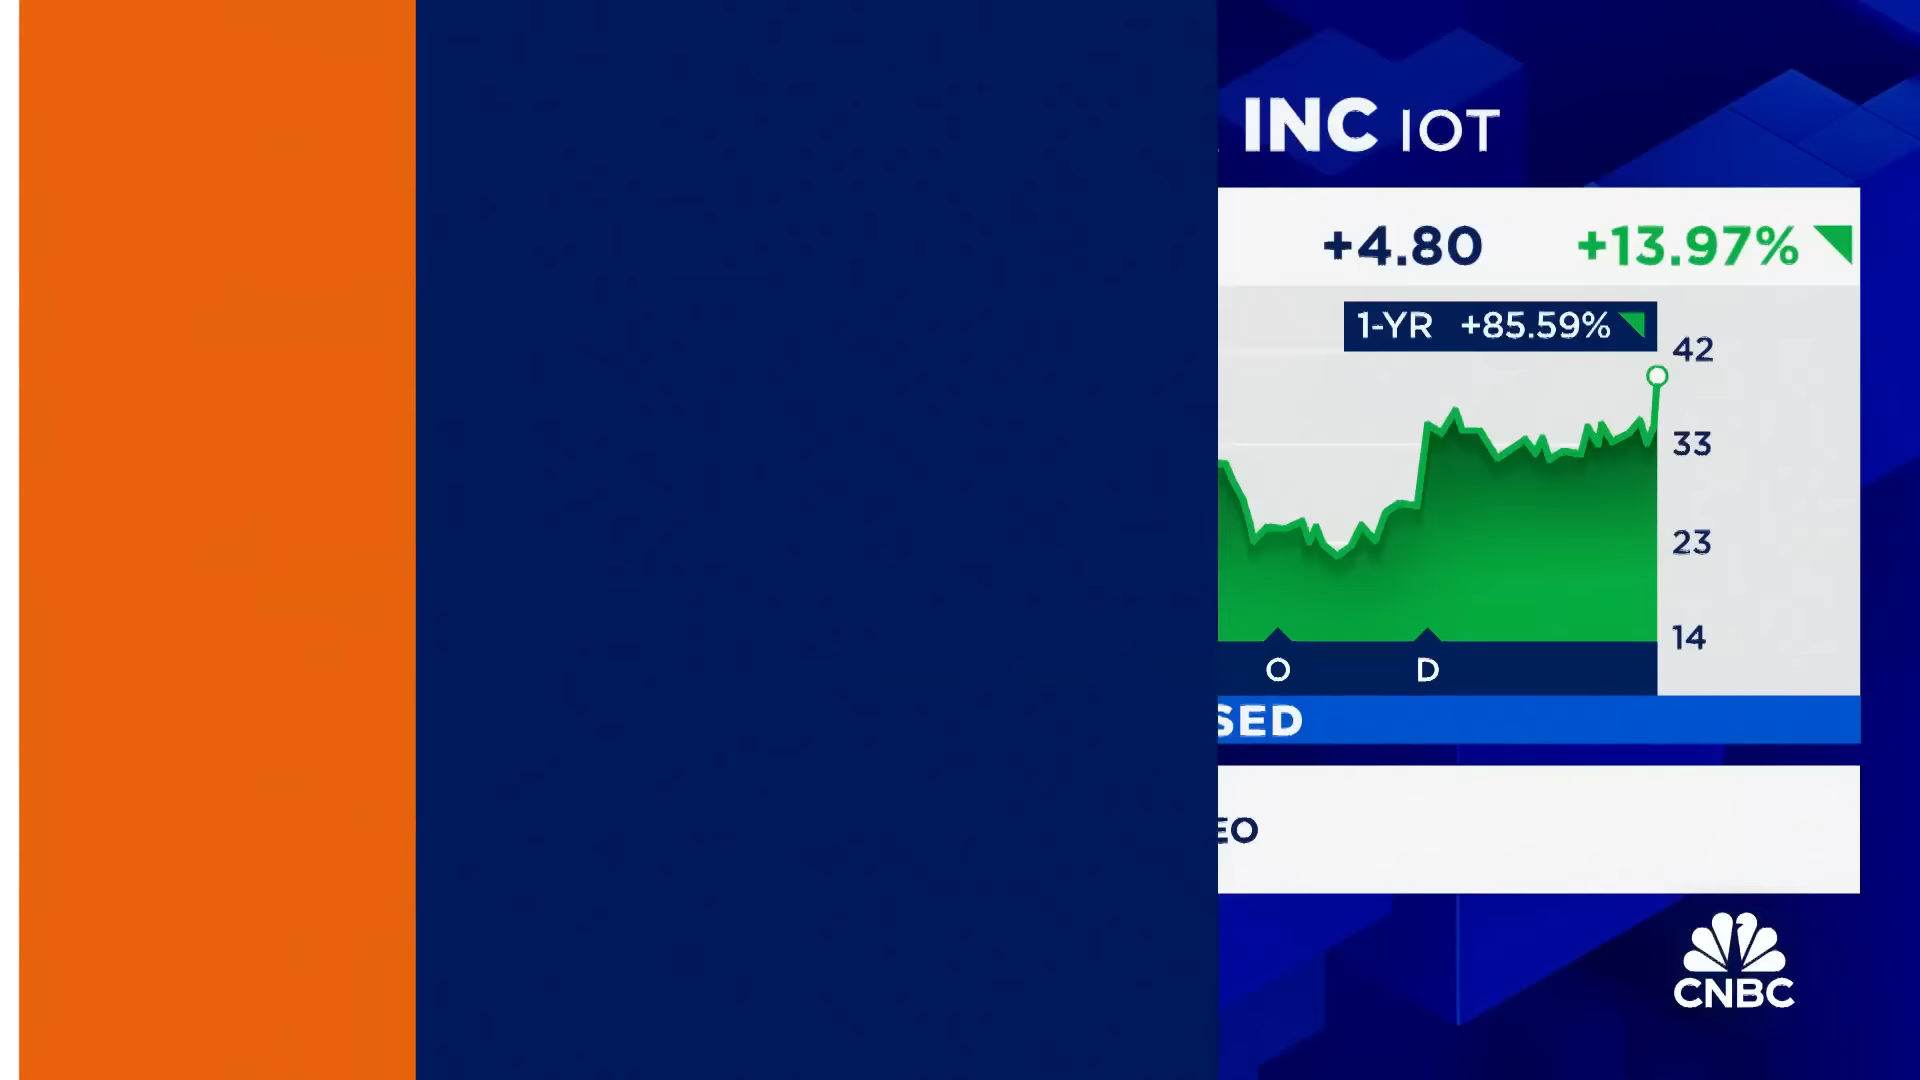 INC IOT
+4.80 +13.97%
1-YR +85.59%
42
33
23
14
O D
SED
EO
CNBC